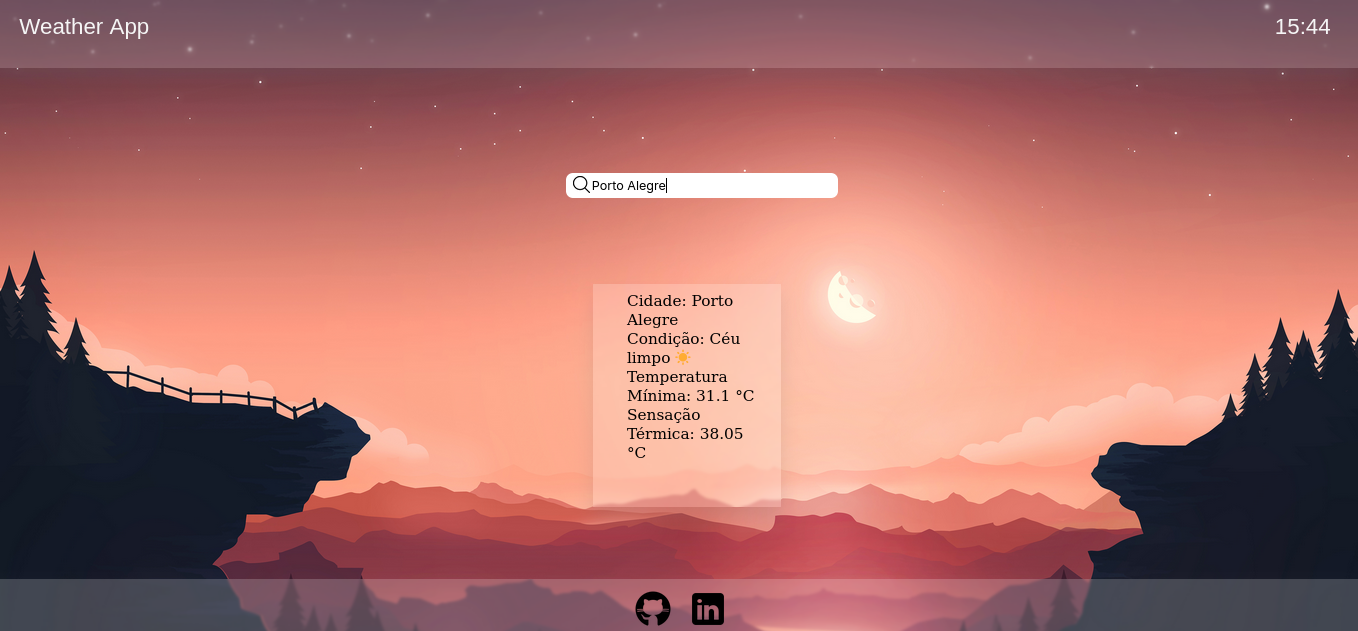 Weather App
15:44
Porto Alegre
Cidade: Porto
Alegre
Condição: Céu
limpo ☀
Temperatura
Mínima: 31.1 °C
Sensação
Térmica: 38.05
°C
in